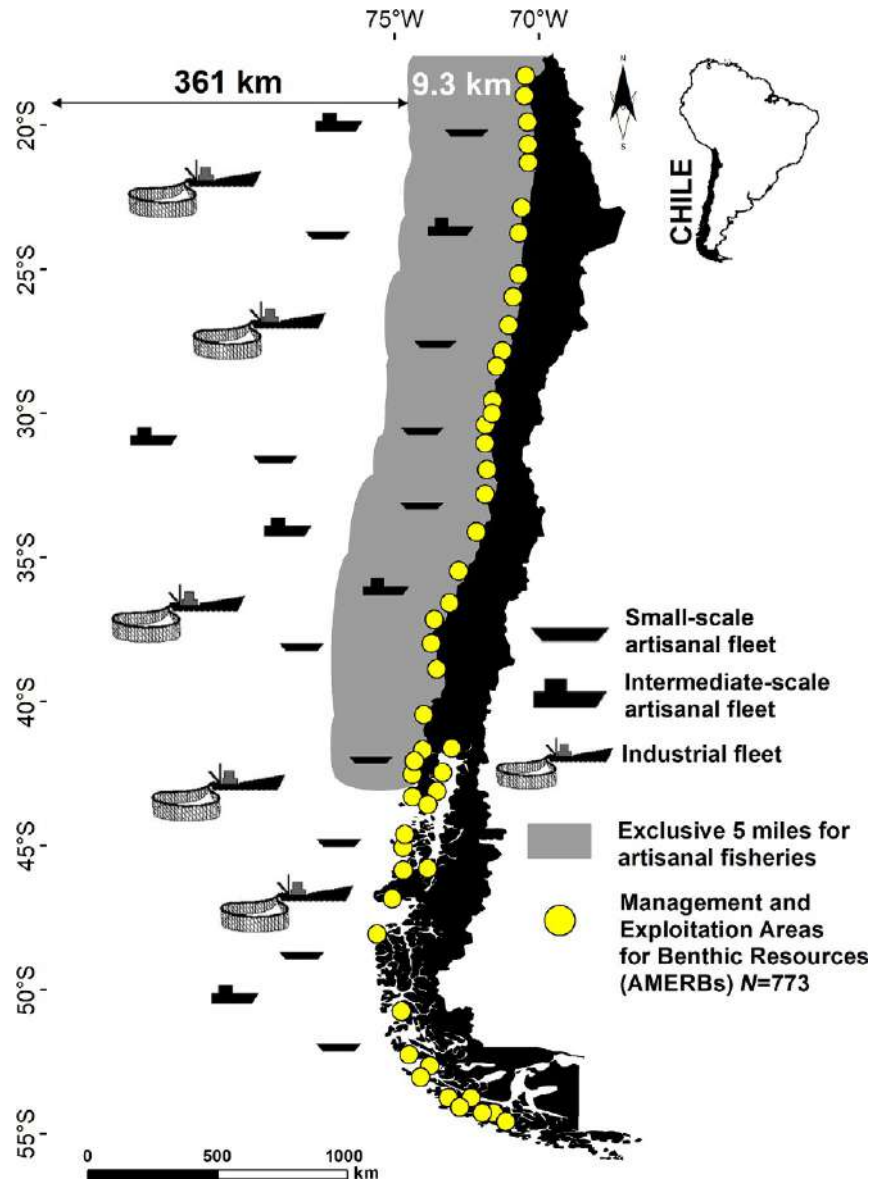 75°W 70°W
361 km 9.3 km
N
S
CHILE
20°S
25°S
30°S
35°S
40°S
45°S
50°S
55°S
Small-scale
artisanal fleet
Intermediate-scale
artisanal fleet
Industrial fleet
Exclusive 5 miles for
artisanal fisheries
Management and
Exploitation Areas
for Benthic Resources
(AMERBs) N=773
0 500 1000
km